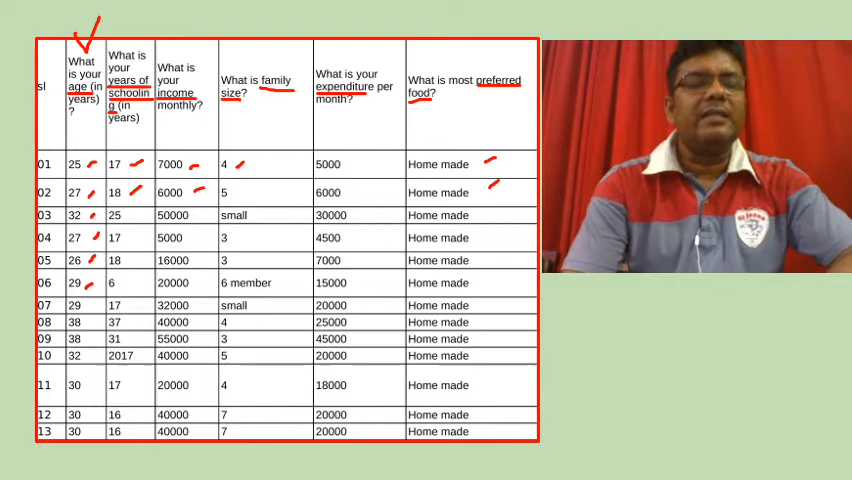 sl What is your age (in years) ? What is your years of schooling (in years) What is your income monthly? What is family size? What is your expenditure per month? What is most preferred food?
01 25 17 7000 4 5000 Home made
02 27 18 6000 5 6000 Home made
03 32 25 50000 small 30000 Home made
04 27 17 5000 3 4500 Home made
05 26 18 16000 3 7000 Home made
06 29 6 20000 6 member 15000 Home made
07 29 17 32000 small 20000 Home made
08 38 37 40000 4 25000 Home made
09 38 31 55000 3 45000 Home made
10 32 2017 40000 5 20000 Home made
11 30 17 20000 4 18000 Home made
12 30 16 40000 7 20000 Home made
13 30 16 40000 7 20000 Home made